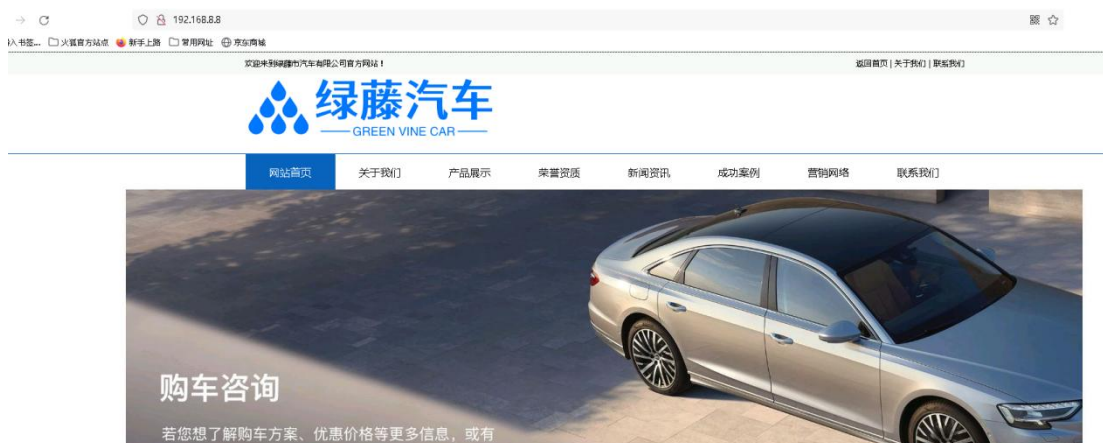 192.168.8.8
入书签... 火狐官方站点 新手上路 常用网址 京东商城
欢迎来到绿藤市汽车有限公司官方网站！ 返回首页 | 关于我们 | 联系我们
绿藤汽车
GREEN VINE CAR
网站首页 关于我们 产品展示 荣誉资质 新闻资讯 成功案例 营销网络 联系我们
购车咨询
若您想了解购车方案、优惠价格等更多信息，或有